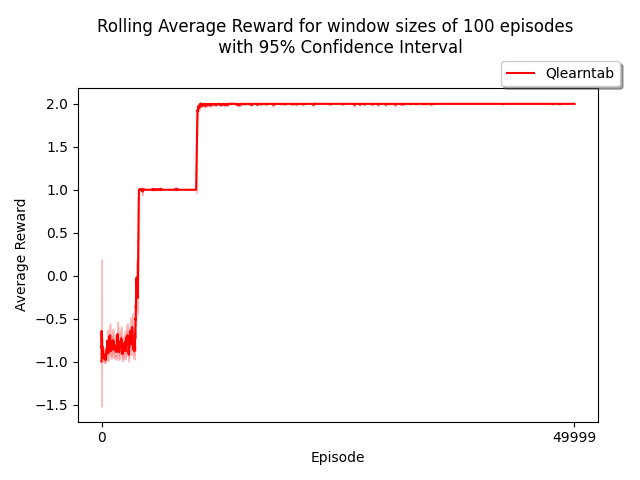 Rolling Average Reward for window sizes of 100 episodes
with 95% Confidence Interval
Qlearntab
2.0
1.5
1.0
0.5
0.0
−0.5
−1.0
−1.5
Average Reward
0
49999
Episode